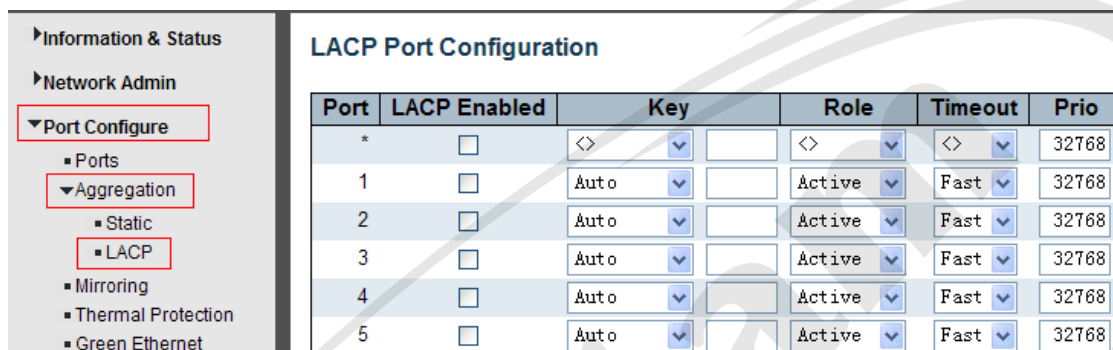 Information & Status
Network Admin
Port Configure
Ports
Aggregation
Static
LACP
Mirroring
Thermal Protection
Green Ethernet
LACP Port Configuration
Port LACP Enabled Key Role Timeout Prio
* <> <> <> 32768
1 Auto Active Fast 32768
2 Auto Active Fast 32768
3 Auto Active Fast 32768
4 Auto Active Fast 32768
5 Auto Active Fast 32768